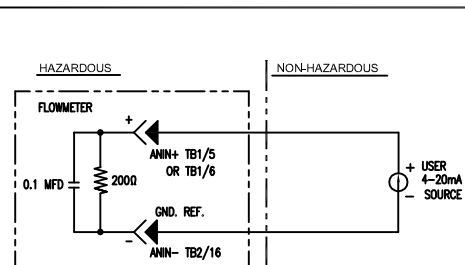 HAZARDOUS
NON-HAZARDOUS
FLOWMETER
+
ANIN+ TB1/5
OR TB1/6
0.1 MFD
200Ω
+ USER
4-20mA
- SOURCE
GND. REF.
-
ANIN- TB2/16